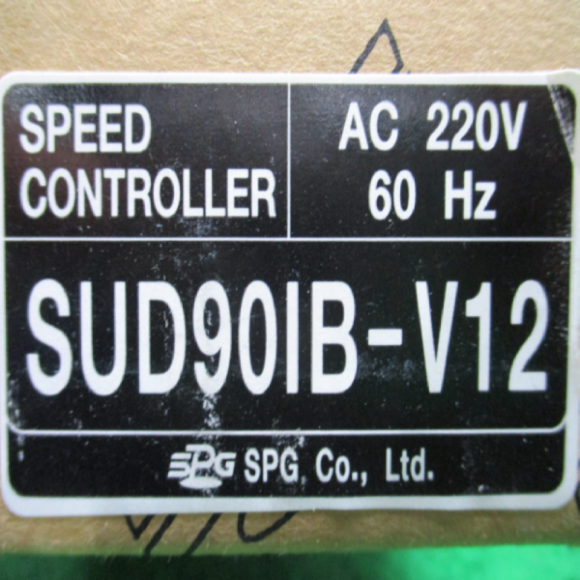 SPEED
CONTROLLER
AC 220V
60 Hz
SUD90IB-V12
SPG SPG Co., Ltd.